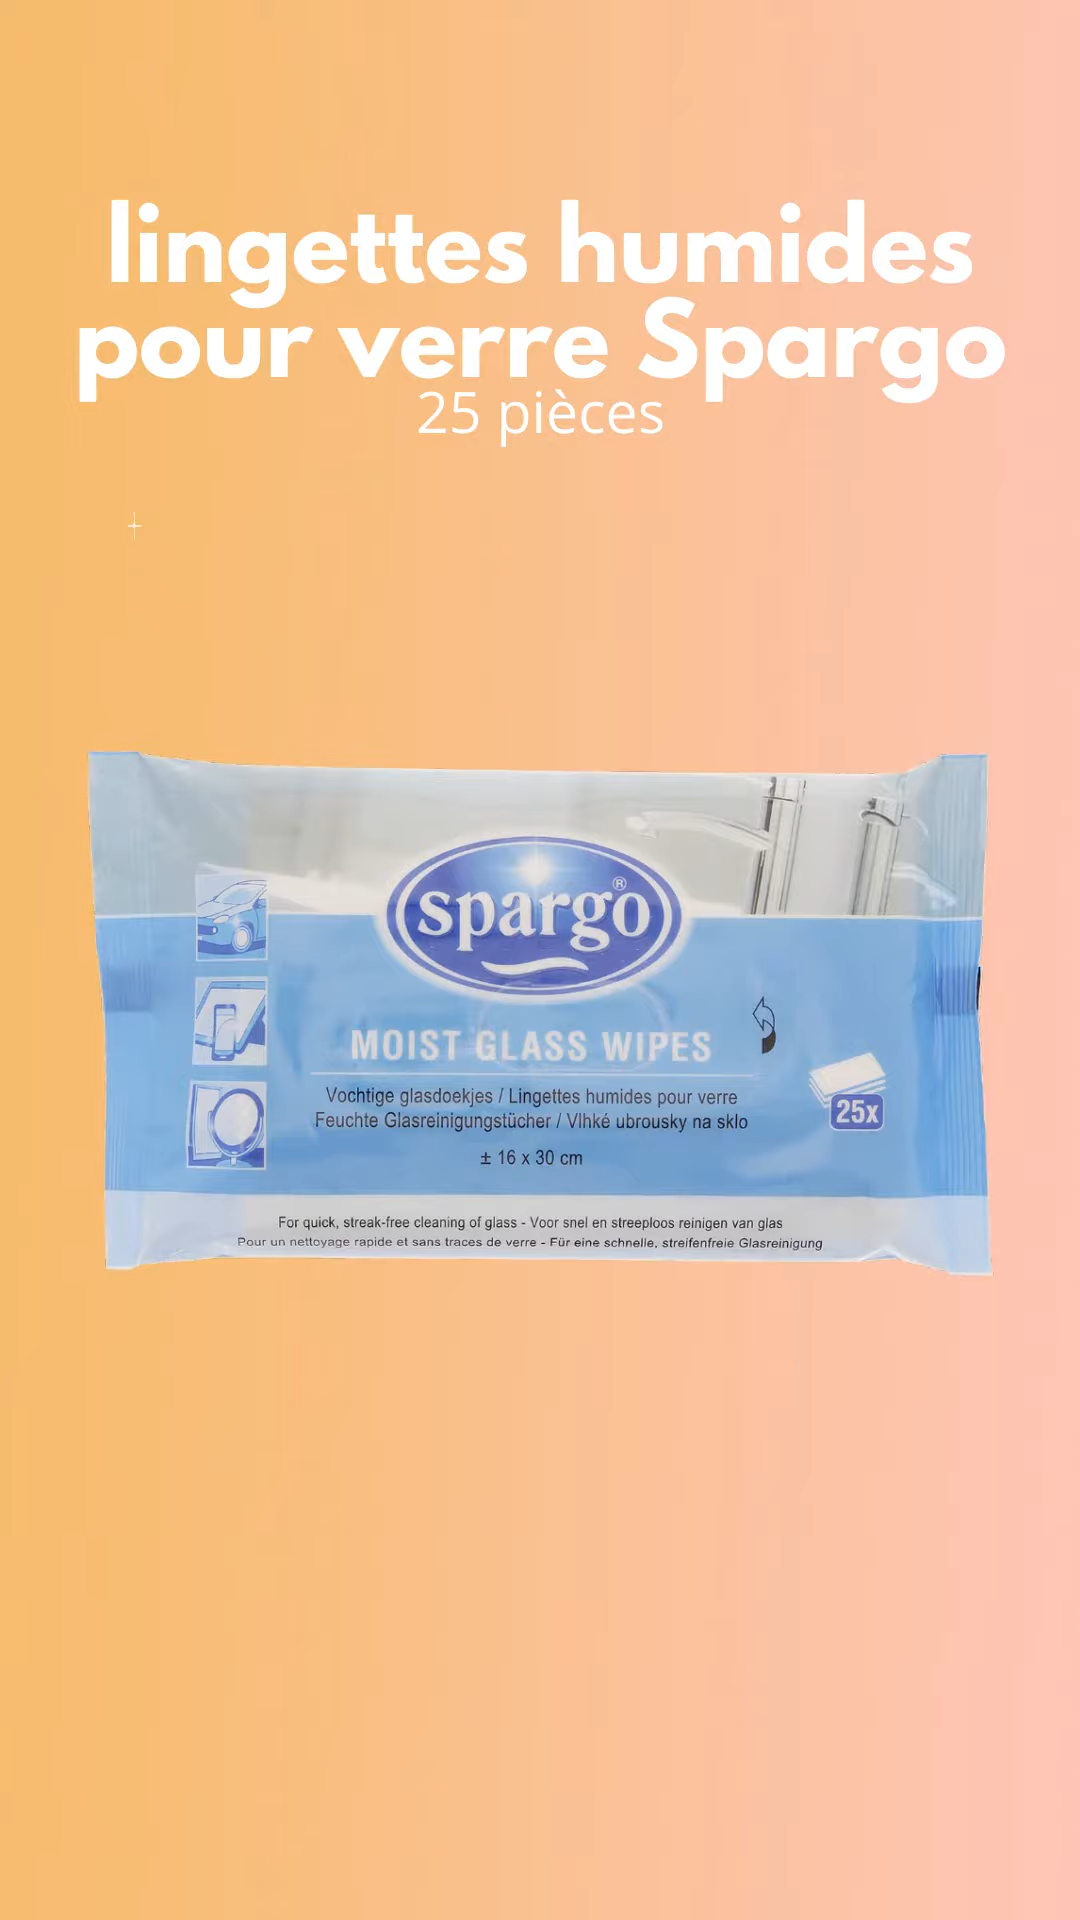 lingettes humides
pour verre Spargo
25 pièces
spargo®
MOIST GLASS WIPES
Vochtige glasdoekjes / Lingettes humides pour verre
Feuchte Glasreinigungstücher / Vlhké ubrousky na sklo
± 16 x 30 cm
25x
For quick, streak-free cleaning of glass - Voor snel en streeploos reinigen van glas
Pour un nettoyage rapide et sans traces de verre - Für eine schnelle, streifenfreie Glasreinigung